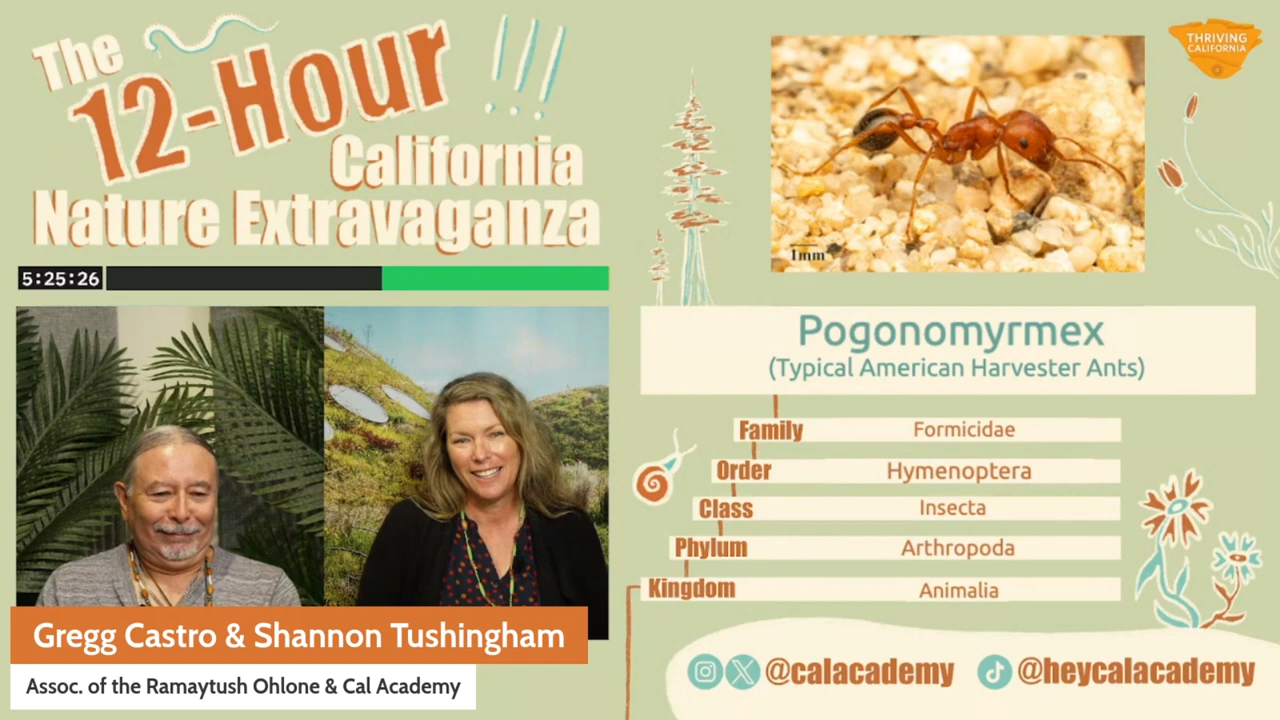 The
12-Hour
!!!
California
Nature Extravaganza
5:25:26
Gregg Castro & Shannon Tushingham
Assoc. of the Ramaytush Ohlone & Cal Academy
THRIVING
CALIFORNIA
1mm
Pogonomyrmex
(Typical American Harvester Ants)
Family Formicidae
Order Hymenoptera
Class Insecta
Phylum Arthropoda
Kingdom Animalia
@calacademy @heycalacademy